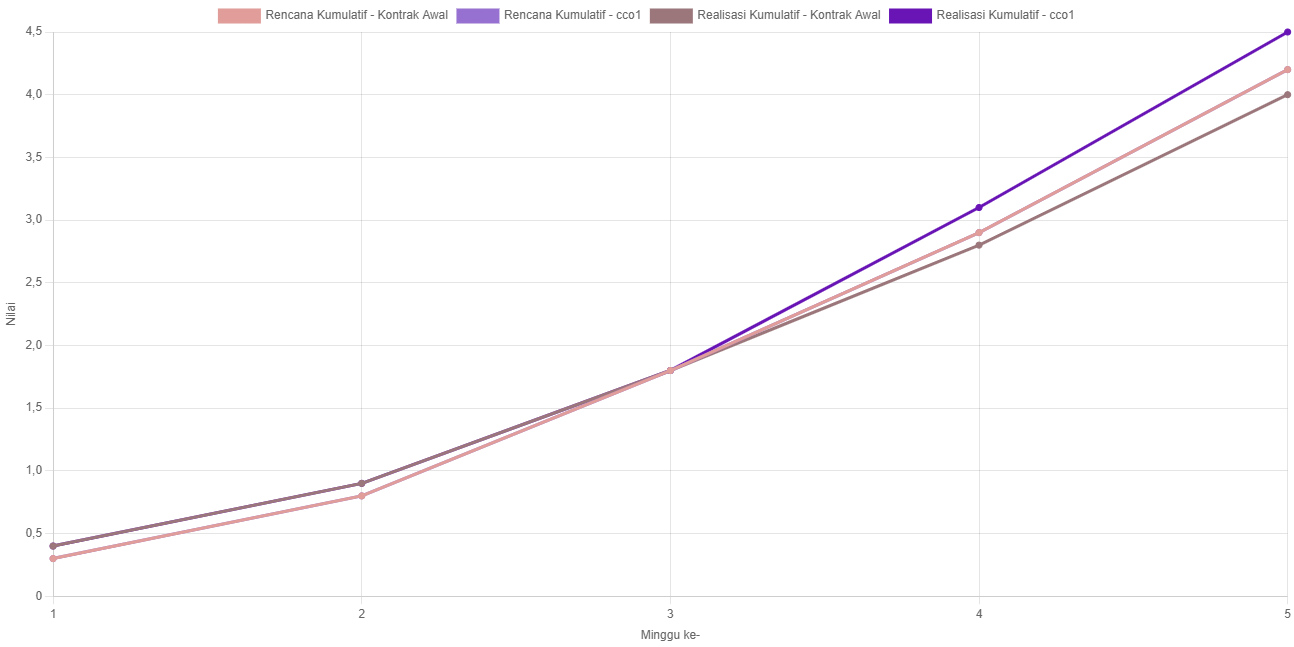 Rencana Kumulatif - Kontrak Awal Rencana Kumulatif - cco1 Realisasi Kumulatif - Kontrak Awal Realisasi Kumulatif - cco1
4,5
4,0
3,5
3,0
2,5
2,0
1,5
1,0
0,5
0
Nilai
1 2 3 4 5
Minggu ke-